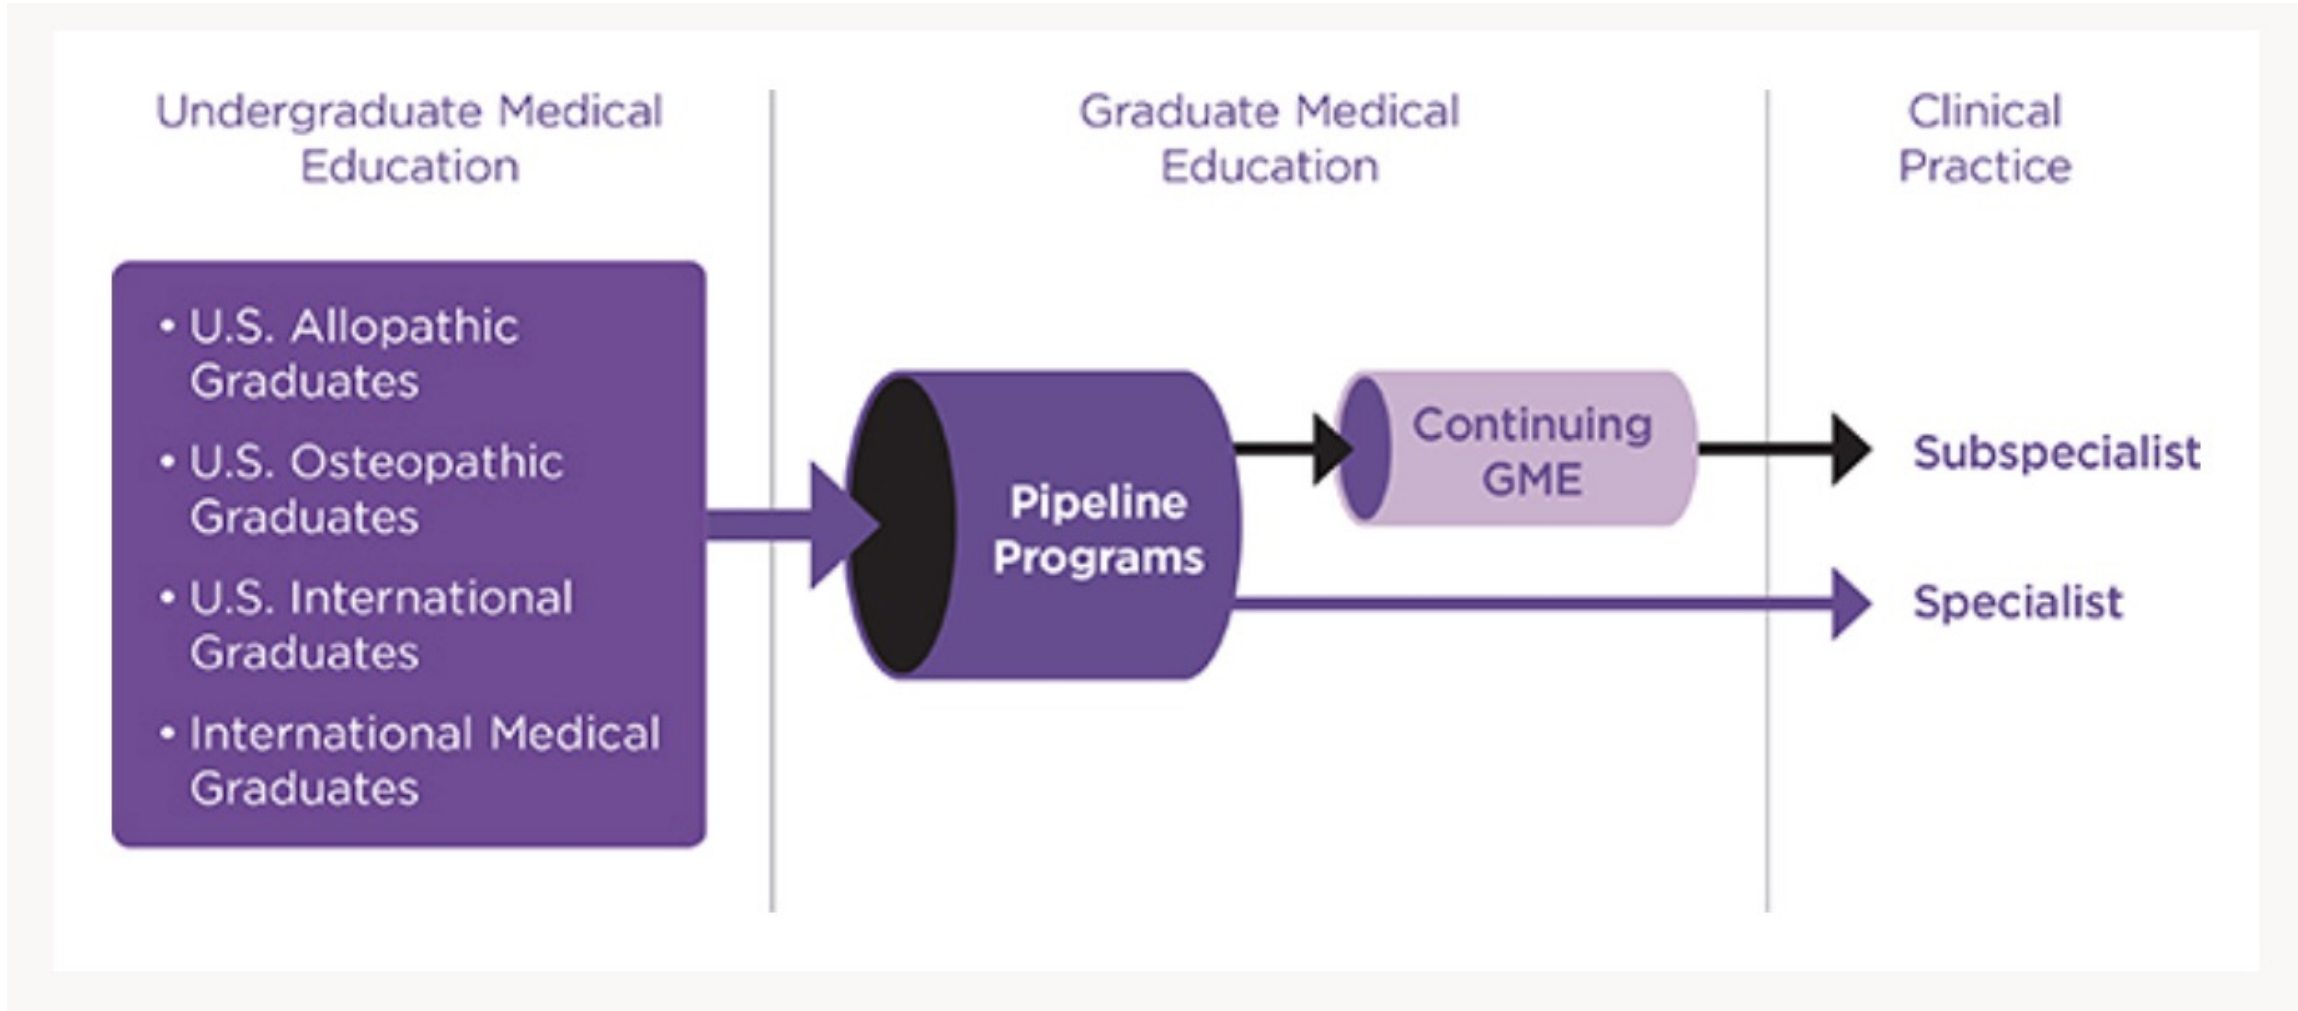 Undergraduate Medical
Education
Graduate Medical
Education
Clinical
Practice
• U.S. Allopathic
Graduates
• U.S. Osteopathic
Graduates
• U.S. International
Graduates
• International Medical
Graduates
Pipeline
Programs
Continuing
GME
Subspecialist
Specialist